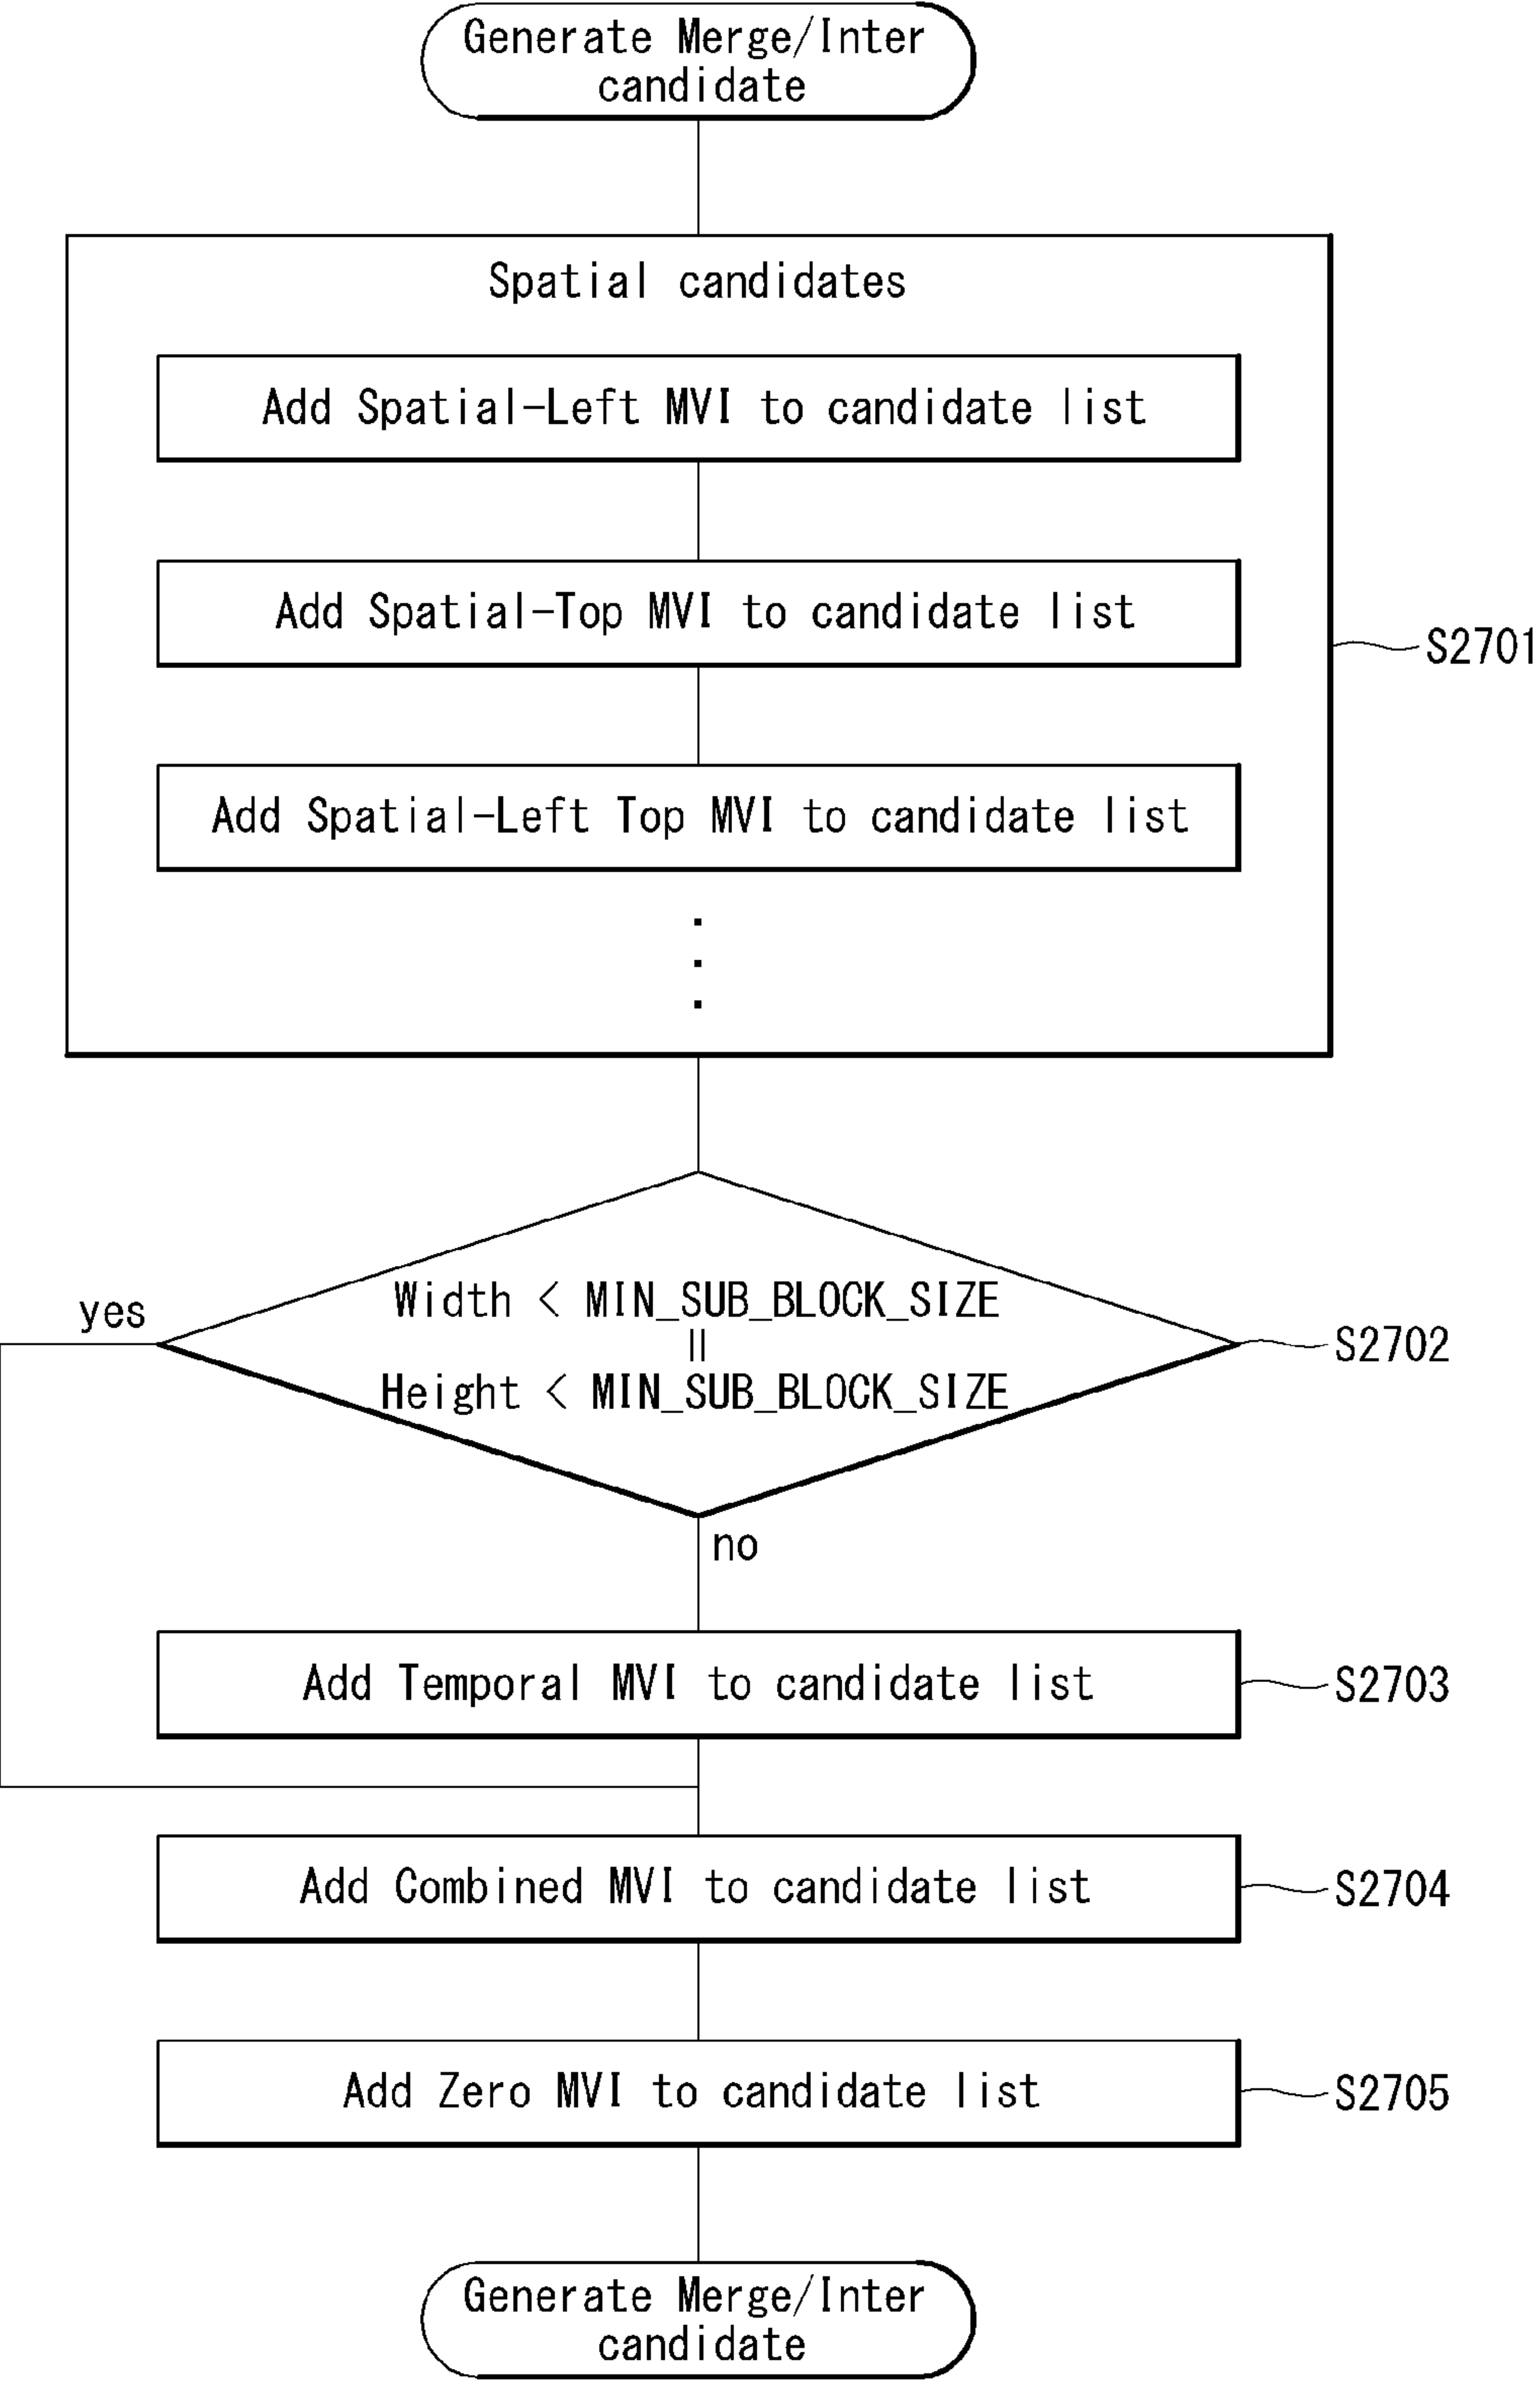 Generate Merge/Inter
candidate
Spatial candidates
Add Spatial-Left MVI to candidate list
Add Spatial-Top MVI to candidate list
S2701
Add Spatial-Left Top MVI to candidate list
Width < MIN_SUB_BLOCK_SIZE
||
Height < MIN_SUB_BLOCK_SIZE
yes
S2702
no
Add Temporal MVI to candidate list
S2703
Add Combined MVI to candidate list
S2704
Add Zero MVI to candidate list
S2705
Generate Merge/Inter
candidate